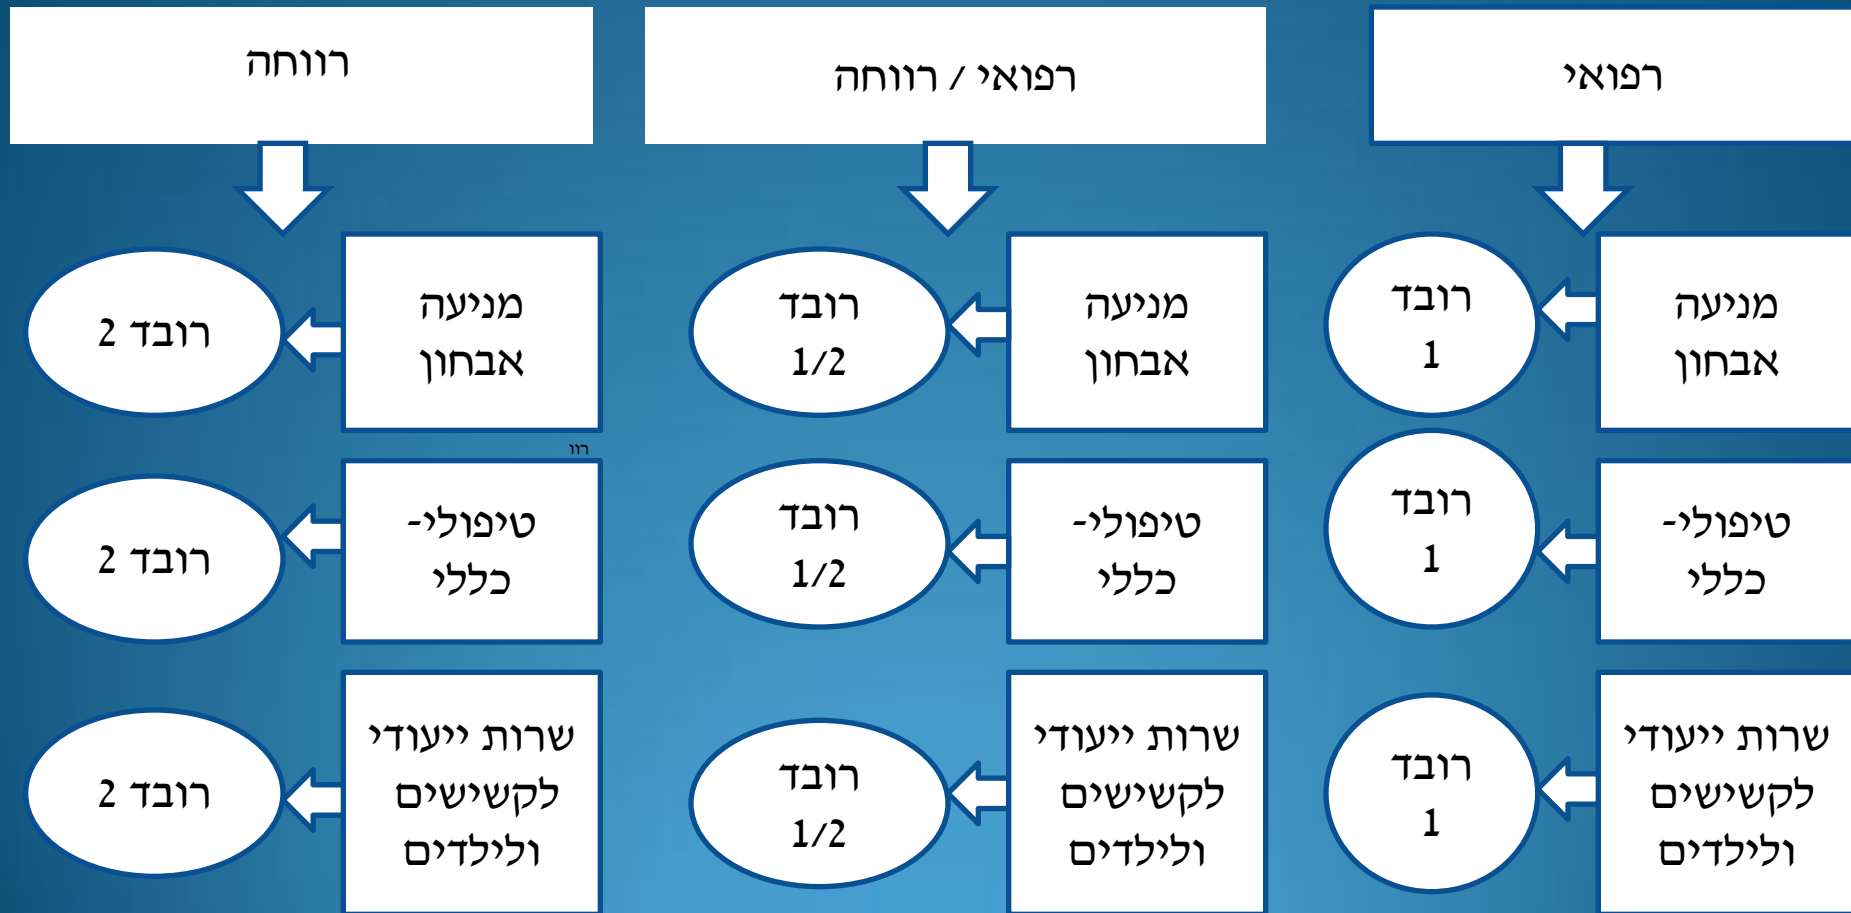 רפואי
רפואי / רווחה
רווחה
מניעה
אבחון
רובד
1
מניעה
אבחון
רובד
1/2
מניעה
אבחון
רובד 2
רוו
טיפולי-
כללי
רובד
1
טיפולי-
כללי
רובד
1/2
טיפולי-
כללי
רובד 2
שרות ייעודי
לקשישים
ולילדים
רובד
1
שרות ייעודי
לקשישים
ולילדים
רובד
1/2
שרות ייעודי
לקשישים
ולילדים
רובד 2